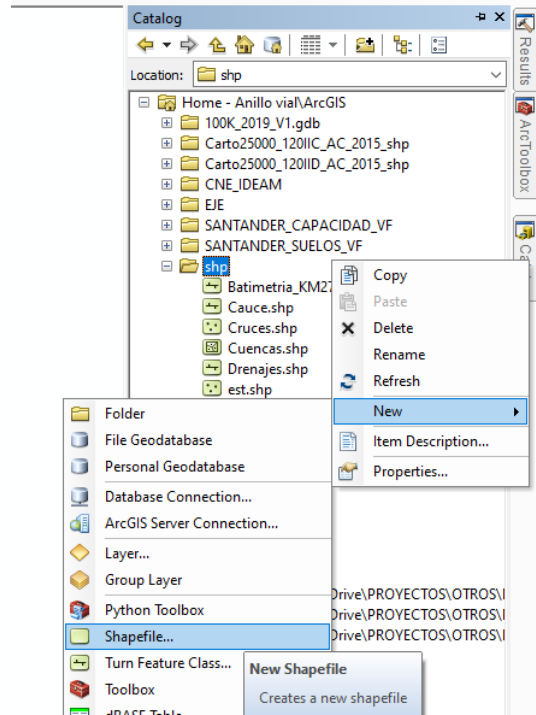 Catalog
Location: shp
Home - Anillo vial\ArcGIS
100K_2019_V1.gdb
Carto25000_120IIC_AC_2015_shp
Carto25000_120IID_AC_2015_shp
CNE_IDEAM
EJE
SANTANDER_CAPACIDAD_VF
SANTANDER_SUELOS_VF
shp
Batimetria_KM27
Cauce.shp
Cruces.shp
Cuencas.shp
Drenajes.shp
est.shp
Copy
Paste
Delete
Rename
Refresh
New
Item Description...
Properties...
Folder
File Geodatabase
Personal Geodatabase
Database Connection...
ArcGIS Server Connection...
Layer...
Group Layer
Python Toolbox
Shapefile...
Turn Feature Class...
Toolbox
dBASE Table
New Shapefile
Creates a new shapefile
Drive\PROYECTOS\OTROS\
Drive\PROYECTOS\OTROS\
Drive\PROYECTOS\OTROS\
Results
ArcToolbox
Ca